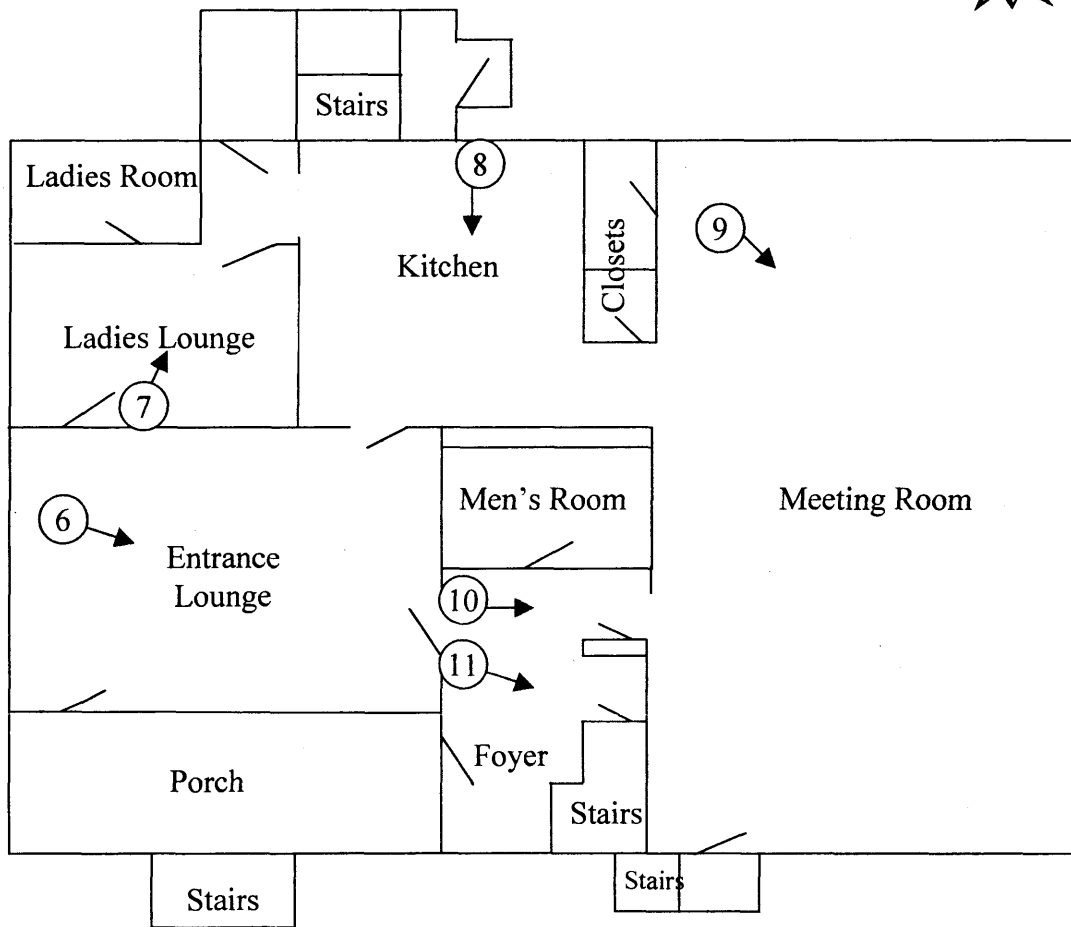 Stairs
Ladies Room
8
9
Kitchen
Closets
Ladies Lounge
7
Men's Room
Meeting Room
6
Entrance
Lounge
10
11
Foyer
Porch
Stairs
Stairs
Stairs